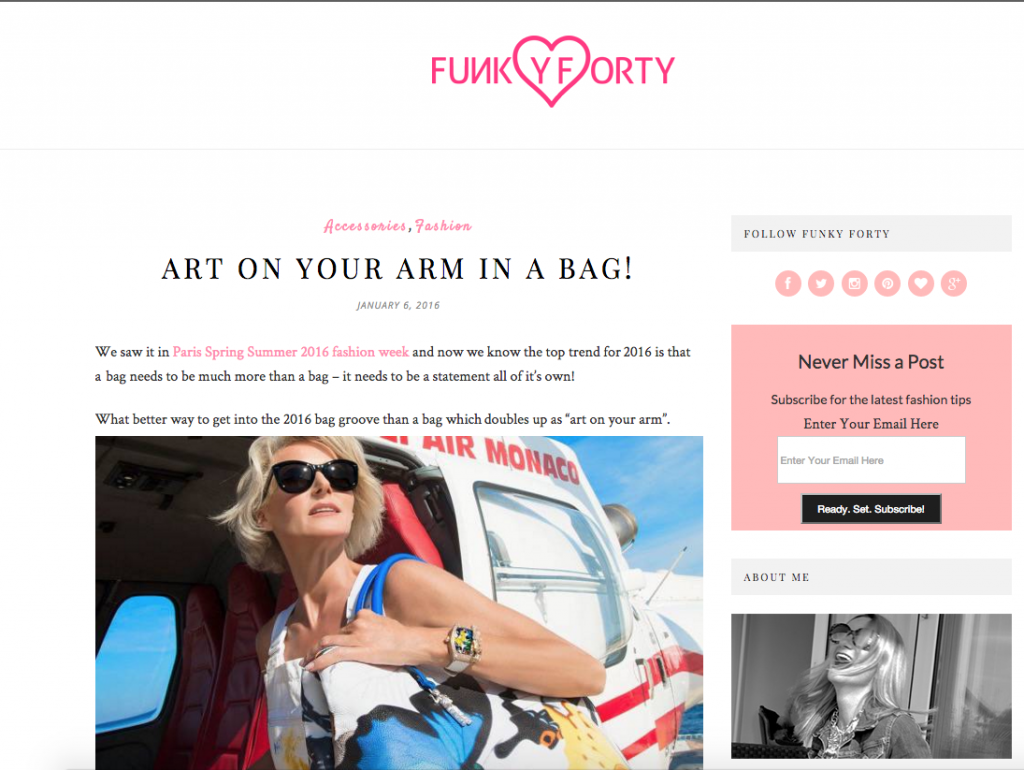 FUNKY FORTY
Accessories, Fashion
ART ON YOUR ARM IN A BAG!
JANUARY 6, 2016
We saw it in Paris Spring Summer 2016 fashion week and now we know the top trend for 2016 is that
a bag needs to be much more than a bag – it needs to be a statement all of it's own!
What better way to get into the 2016 bag groove than a bag which doubles up as "art on your arm".
AIR MONACO
FOLLOW FUNKY FORTY
Never Miss a Post
Subscribe for the latest fashion tips
Enter Your Email Here
Enter Your Email Here
Ready. Set. Subscribe!
ABOUT ME